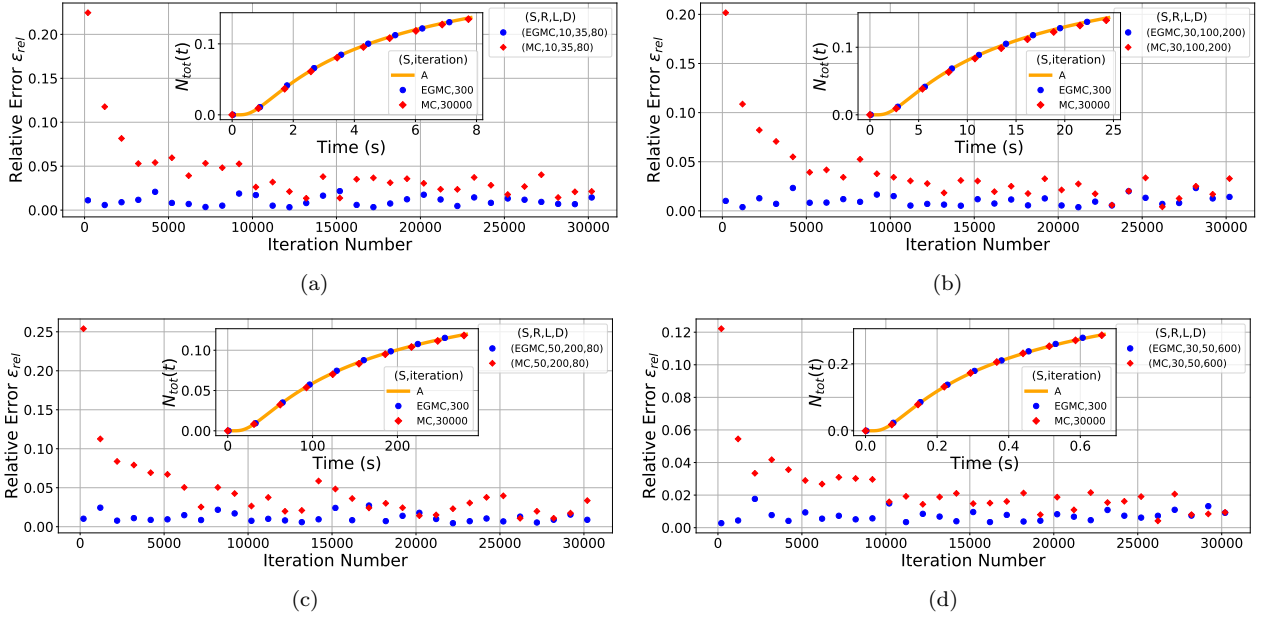 (S,R,L,D)
(EGMC,10,35,80)
(MC,10,35,80)
Relative Error ε_rel
0.20
0.15
0.10
0.05
0.00
0 5000 10000 15000 20000 25000 30000
Iteration Number
N_tot(t)
0.1
0.0
0 2 4 6 8
Time (s)
(S,iteration)
A
EGMC,300
MC,30000
(a)
(S,R,L,D)
(EGMC,30,100,200)
(MC,30,100,200)
Relative Error ε_rel
0.20
0.15
0.10
0.05
0.00
0 5000 10000 15000 20000 25000 30000
Iteration Number
N_tot(t)
0.1
0.0
0 5 10 15 20 25
Time (s)
(S,iteration)
A
EGMC,300
MC,30000
(b)
(S,R,L,D)
(EGMC,50,200,80)
(MC,50,200,80)
Relative Error ε_rel
0.25
0.20
0.15
0.10
0.05
0.00
0 5000 10000 15000 20000 25000 30000
Iteration Number
N_tot(t)
0.10
0.05
0.00
0 100 200
Time (s)
(S,iteration)
A
EGMC,300
MC,30000
(c)
(S,R,L,D)
(EGMC,30,50,600)
(MC,30,50,600)
Relative Error ε_rel
0.12
0.10
0.08
0.06
0.04
0.02
0.00
0 5000 10000 15000 20000 25000 30000
Iteration Number
N_tot(t)
0.2
0.0
0.0 0.2 0.4 0.6
Time (s)
(S,iteration)
A
EGMC,300
MC,30000
(d)